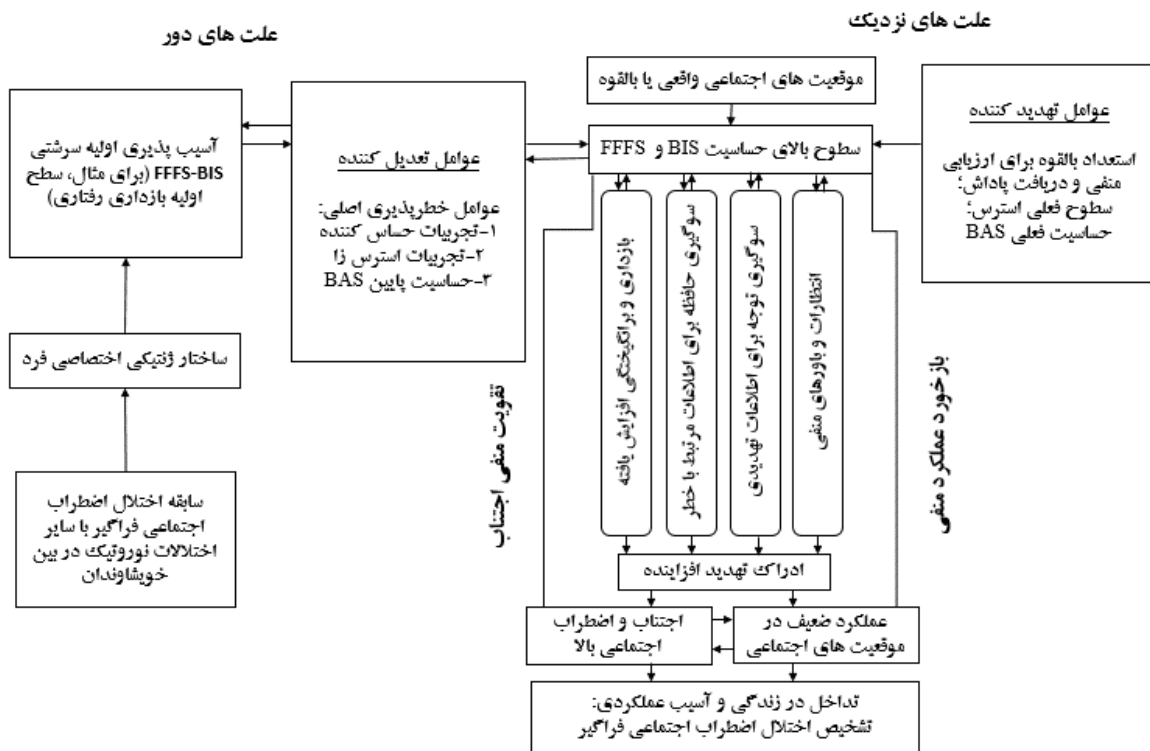 علت های نزدیک
علت های دور
موقعیت های اجتماعی واقعی یا بالقوه
عوامل تهدید کننده
استعداد بالقوه برای ارزیابی
منفی و دریافت پاداش؛
سطوح فعلی استرس؛
حساسیت فعلی BAS
سطوح بالای حساسیت BIS و FFFS
عوامل تعدیل کننده
عوامل خطرپذیری اصلی:
۱-تجربیات حساس کننده
۲-تجربیات استرس زا
۳-حساسیت پایین BAS
آسیب پذیری اولیه سرشتی
FFFS-BIS (برای مثال، سطح
اولیه بازداری رفتاری)
ساختار ژنتیکی اختصاصی فرد
سابقه اختلال اضطراب
اجتماعی فراگیر با سایر
اختلالات نوروتیک در بین
خویشاوندان
انتظارات و باورهای منفی
سوگیری توجه برای اطلاعات تهدیدی
سوگیری حافظه برای اطلاعات مرتبط با خطر
بازداری و برانگیختگی افزایش یافته
بازخورد عملکرد منفی
تقویت منفی اجتناب
ادراک تهدید افزاینده
عملکرد ضعیف در
موقعیت های اجتماعی
اجتناب و اضطراب
اجتماعی بالا
تداخل در زندگی و آسیب عملکردی:
تشخیص اختلال اضطراب اجتماعی فراگیر